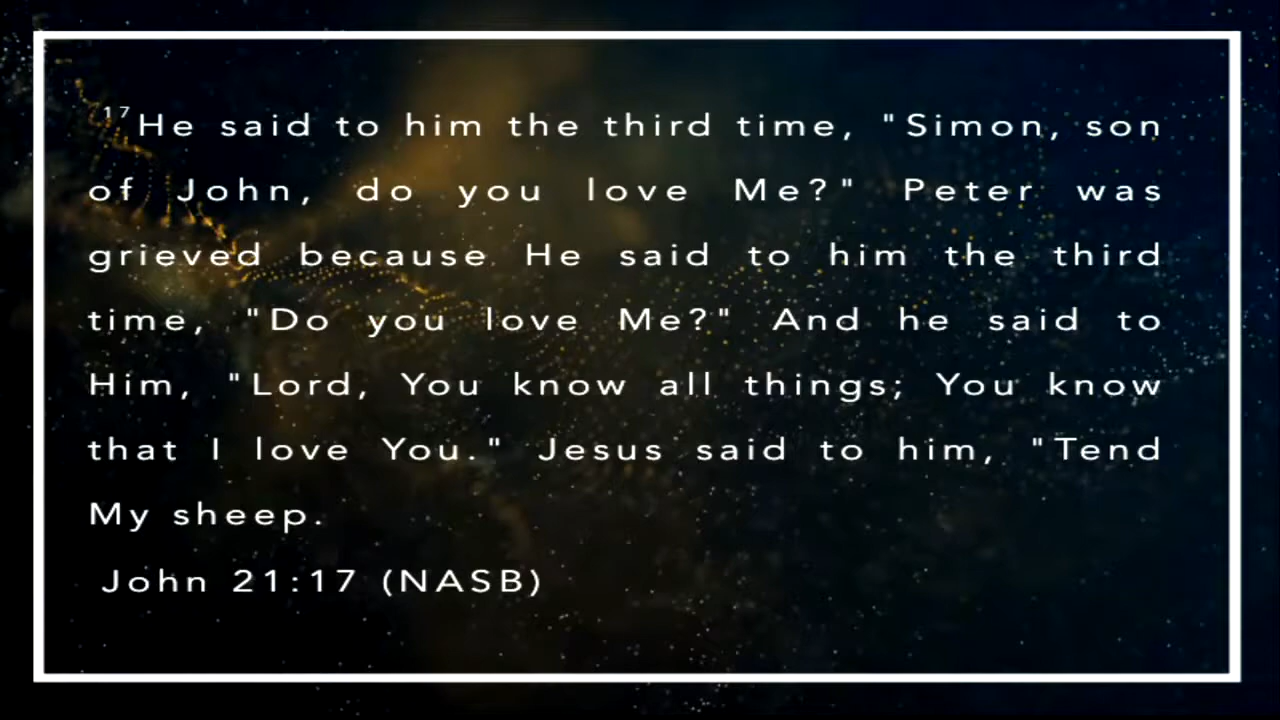 ¹⁷He said to him the third time, "Simon, son
of John, do you love Me?" Peter was
grieved because He said to him the third
time, "Do you love Me?" And he said to
Him, "Lord, You know all things; You know
that I love You." Jesus said to him, "Tend
My sheep.
John 21:17 (NASB)